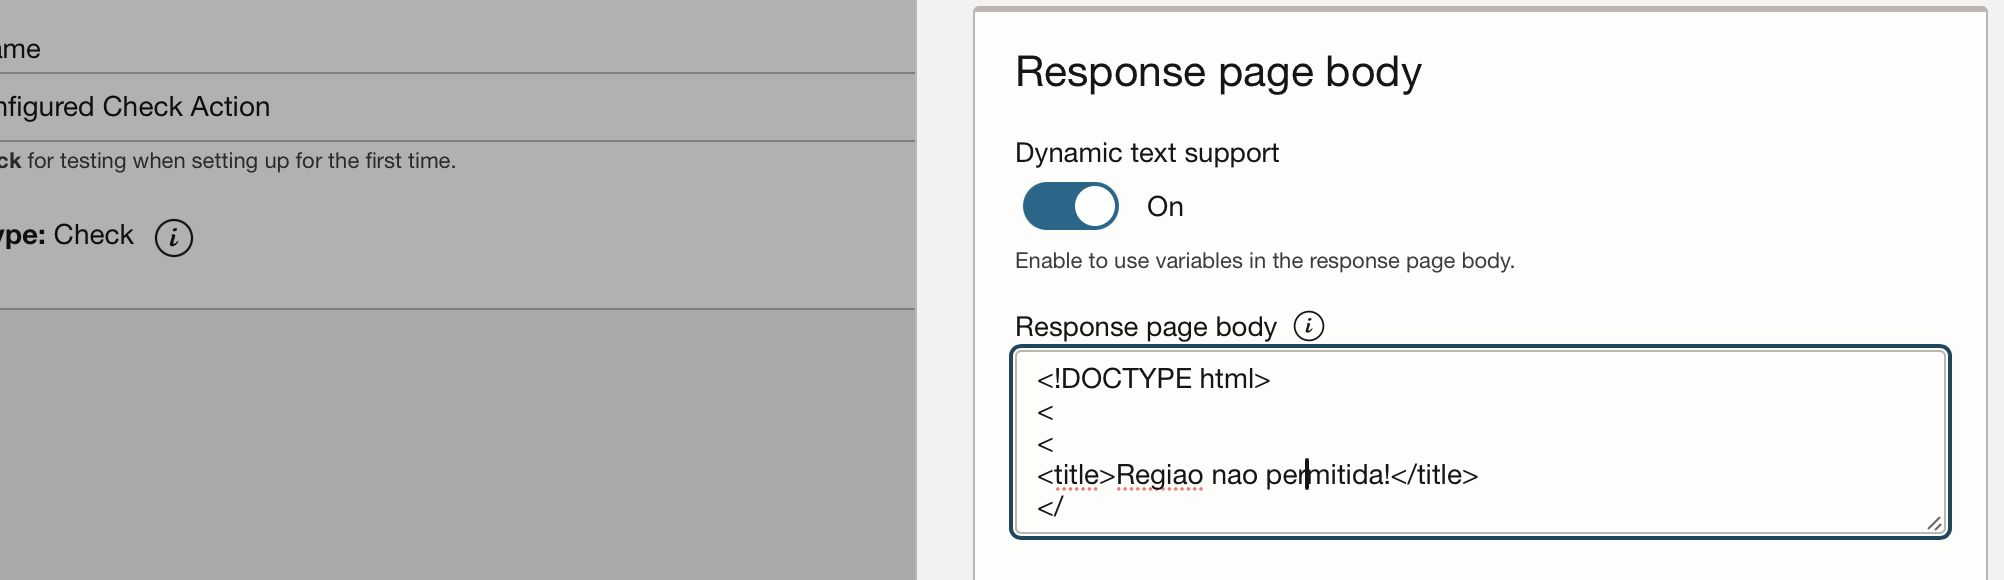 ame
nfigured Check Action
ck for testing when setting up for the first time.
ype: Check
Response page body
Dynamic text support
On
Enable to use variables in the response page body.
Response page body
<!DOCTYPE html>
<
<
<title>Regiao nao permitida!</title>
</